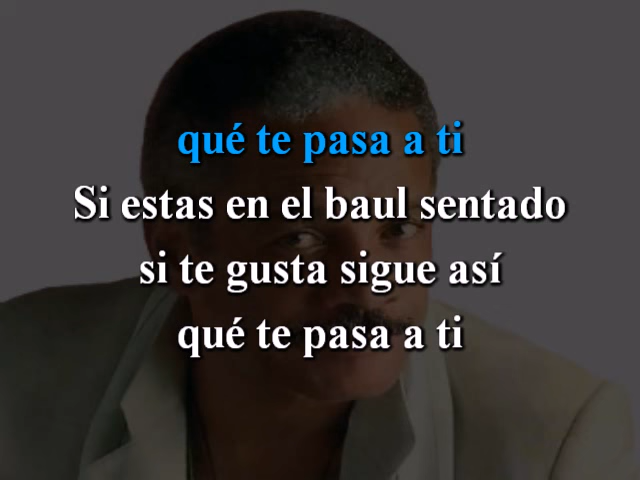 qué te pasa a ti
Si estas en el baul sentado
si te gusta sigue así
qué te pasa a ti